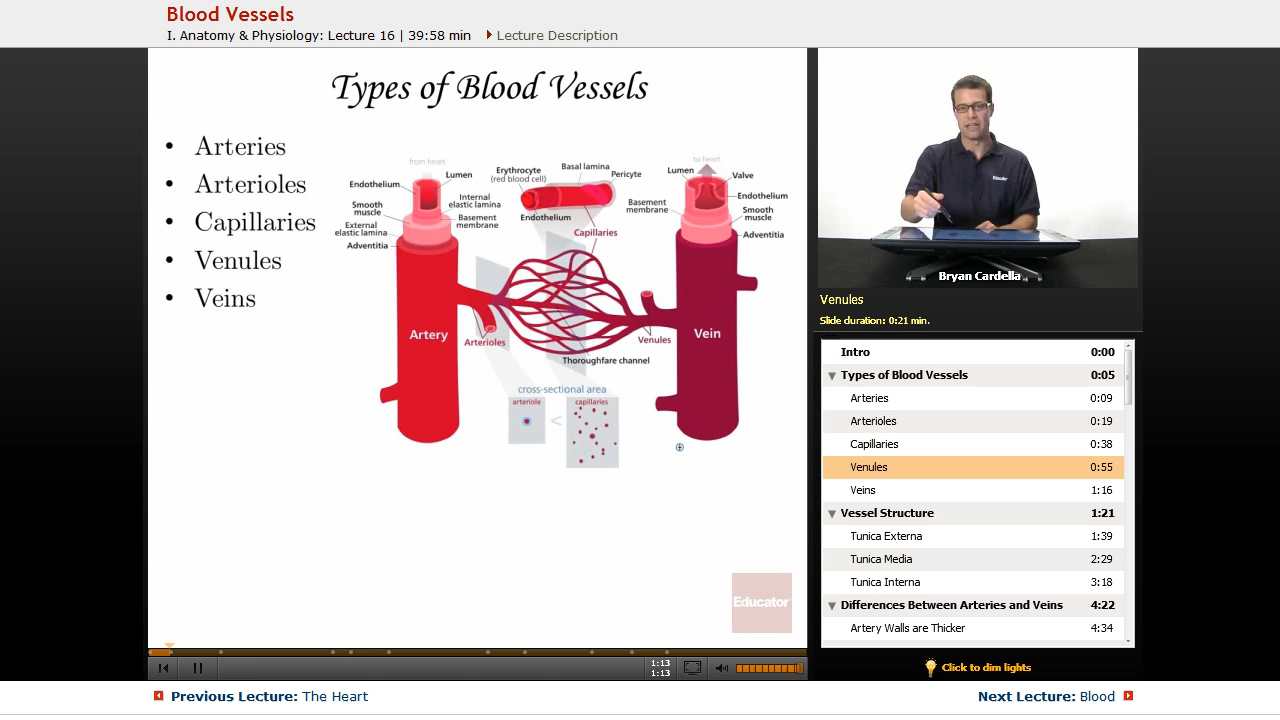 Blood Vessels
I. Anatomy & Physiology: Lecture 16 | 39:58 min Lecture Description
Types of Blood Vessels
• Arteries
• Arterioles
• Capillaries
• Venules
• Veins
from heart
Endothelium
Lumen
Smooth
muscle
Internal
elastic lamina
External
elastic lamina
Basement
membrane
Adventitia
Artery
Arterioles
Erythrocyte
(red blood cell)
Basal lamina
Pericyte
Endothelium
Capillaries
Thoroughfare channel
Venules
to heart
Lumen
Valve
Basement
membrane
Endothelium
Smooth
muscle
Adventitia
Vein
cross-sectional area
arteriole
<
capillaries
Educator
1:13
1:13
Educator
Bryan Cardella
Venules
Slide duration: 0:21 min.
Intro 0:00
Types of Blood Vessels 0:05
Arteries 0:09
Arterioles 0:19
Capillaries 0:38
Venules 0:55
Veins 1:16
Vessel Structure 1:21
Tunica Externa 1:39
Tunica Media 2:29
Tunica Interna 3:18
Differences Between Arteries and Veins 4:22
Artery Walls are Thicker 4:34
Click to dim lights
Previous Lecture: The Heart
Next Lecture: Blood